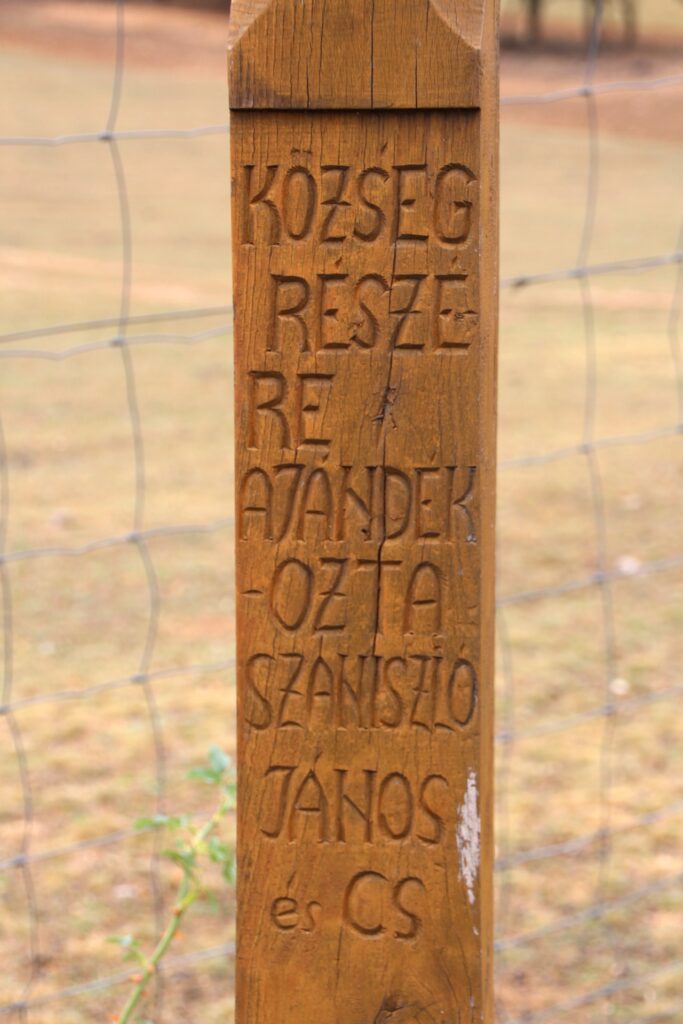 KÖZSÉG
RÉSZÉ-
RE
AJÁNDÉK
-OZTA
SZANISZLÓ
JÁNOS
és CS